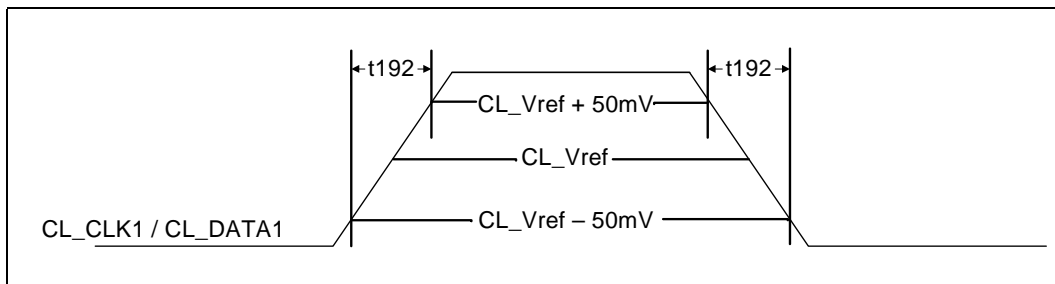 t192
t192
CL_Vref + 50mV
CL_Vref
CL_Vref – 50mV
CL_CLK1 / CL_DATA1